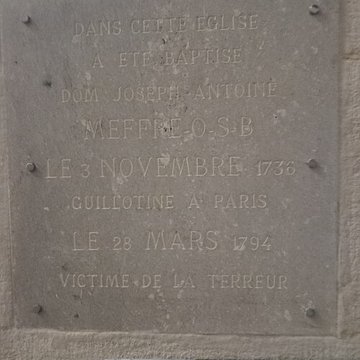 DANS CETTE EGLISE
A ETE BAPTISE
DOM JOSEPH-ANTOINE
MEFFRE-O-S-B
LE 3 NOVEMBRE 1736
GUILLOTINE A PARIS
LE 28 MARS 1794
VICTIME DE LA TERREUR